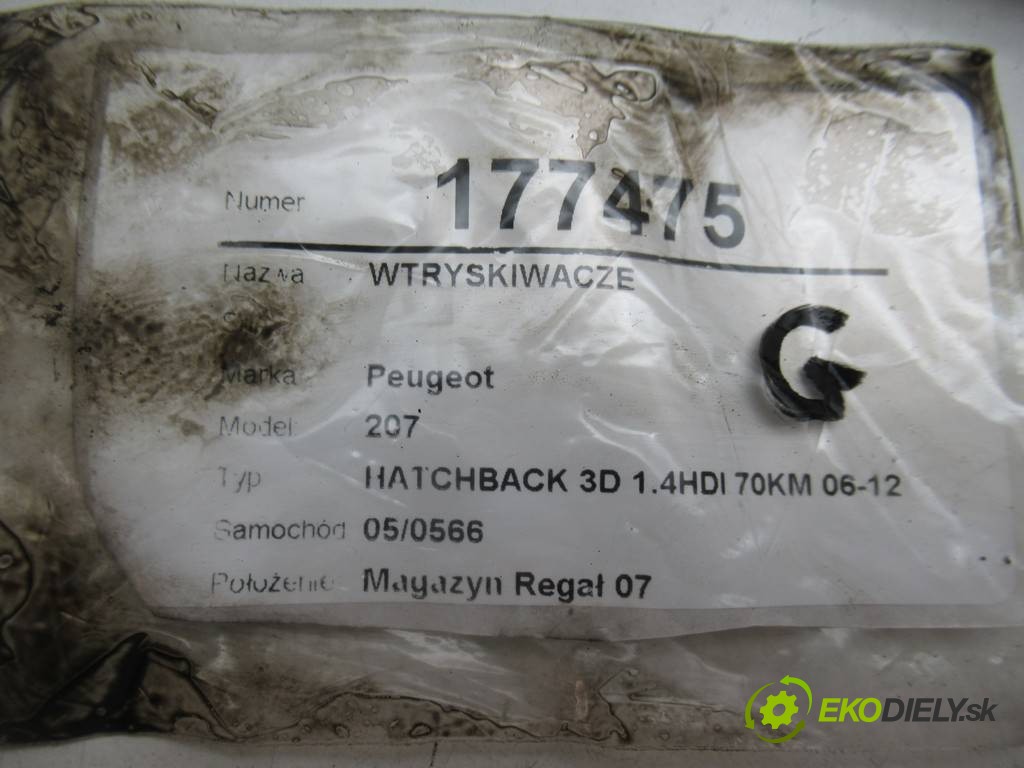 Numer 177475
Nazwa WTRYSKIWACZE
G
Marka Peugeot
Model 207
Typ HATCHBACK 3D 1.4HDI 70KM 06-12
Samochód 05/0566
Położenie Magazyn Regał 07
EKODIELY.sk